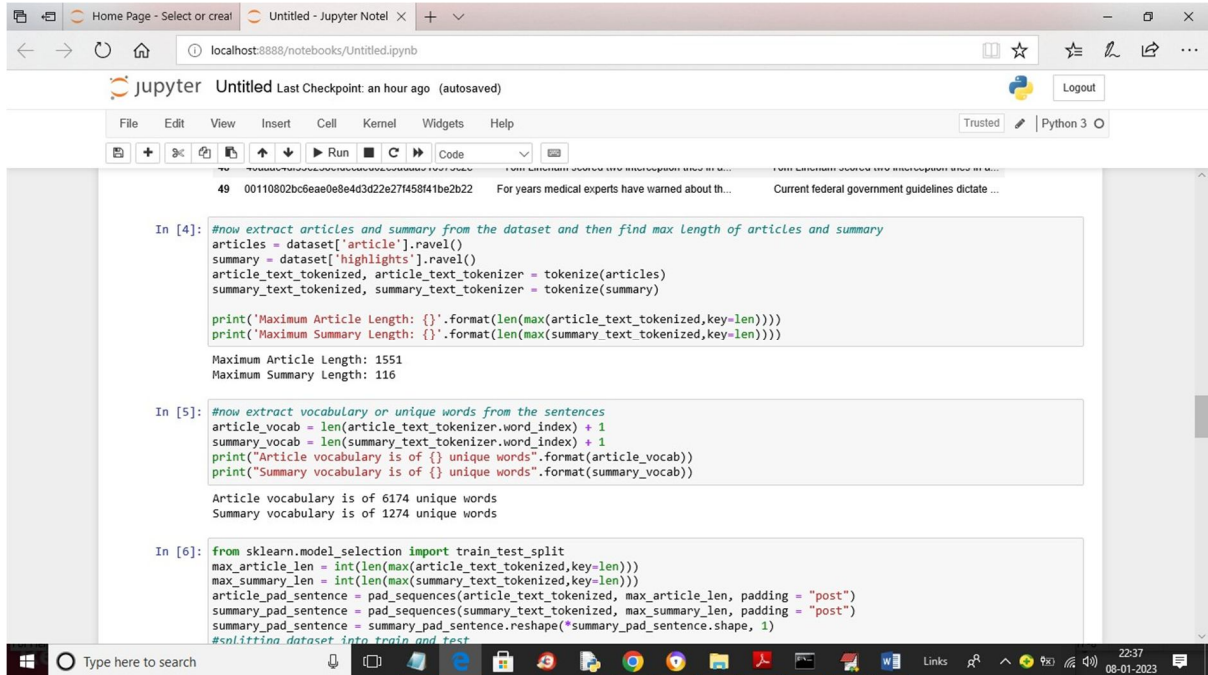 Home Page - Select or creat
Untitled - Jupyter Notel
localhost:8888/notebooks/Untitled.ipynb
jupyter Untitled Last Checkpoint: an hour ago (autosaved)
Logout
File Edit View Insert Cell Kernel Widgets Help
Trusted Python 3
Run Code
49 00110802bc6eae0e8e4d3d22e27f458f41be2b22 For years medical experts have warned about th... Current federal government guidelines dictate ...
In [4]: #now extract articles and summary from the dataset and then find max length of articles and summary
articles = dataset['article'].ravel()
summary = dataset['highlights'].ravel()
article_text_tokenized, article_text_tokenizer = tokenize(articles)
summary_text_tokenized, summary_text_tokenizer = tokenize(summary)
print('Maximum Article Length: {}'.format(len(max(article_text_tokenized,key=len))))
print('Maximum Summary Length: {}'.format(len(max(summary_text_tokenized,key=len))))
Maximum Article Length: 1551
Maximum Summary Length: 116
In [5]: #now extract vocabulary or unique words from the sentences
article_vocab = len(article_text_tokenizer.word_index) + 1
summary_vocab = len(summary_text_tokenizer.word_index) + 1
print("Article vocabulary is of {} unique words".format(article_vocab))
print("Summary vocabulary is of {} unique words".format(summary_vocab))
Article vocabulary is of 6174 unique words
Summary vocabulary is of 1274 unique words
In [6]: from sklearn.model_selection import train_test_split
max_article_len = int(len(max(article_text_tokenized,key=len)))
max_summary_len = int(len(max(summary_text_tokenized,key=len)))
article_pad_sentence = pad_sequences(article_text_tokenized, max_article_len, padding = "post")
summary_pad_sentence = pad_sequences(summary_text_tokenized, max_summary_len, padding = "post")
summary_pad_sentence = summary_pad_sentence.reshape(*summary_pad_sentence.shape, 1)
#splitting dataset into train and test
Type here to search
Links
22:37
08-01-2023